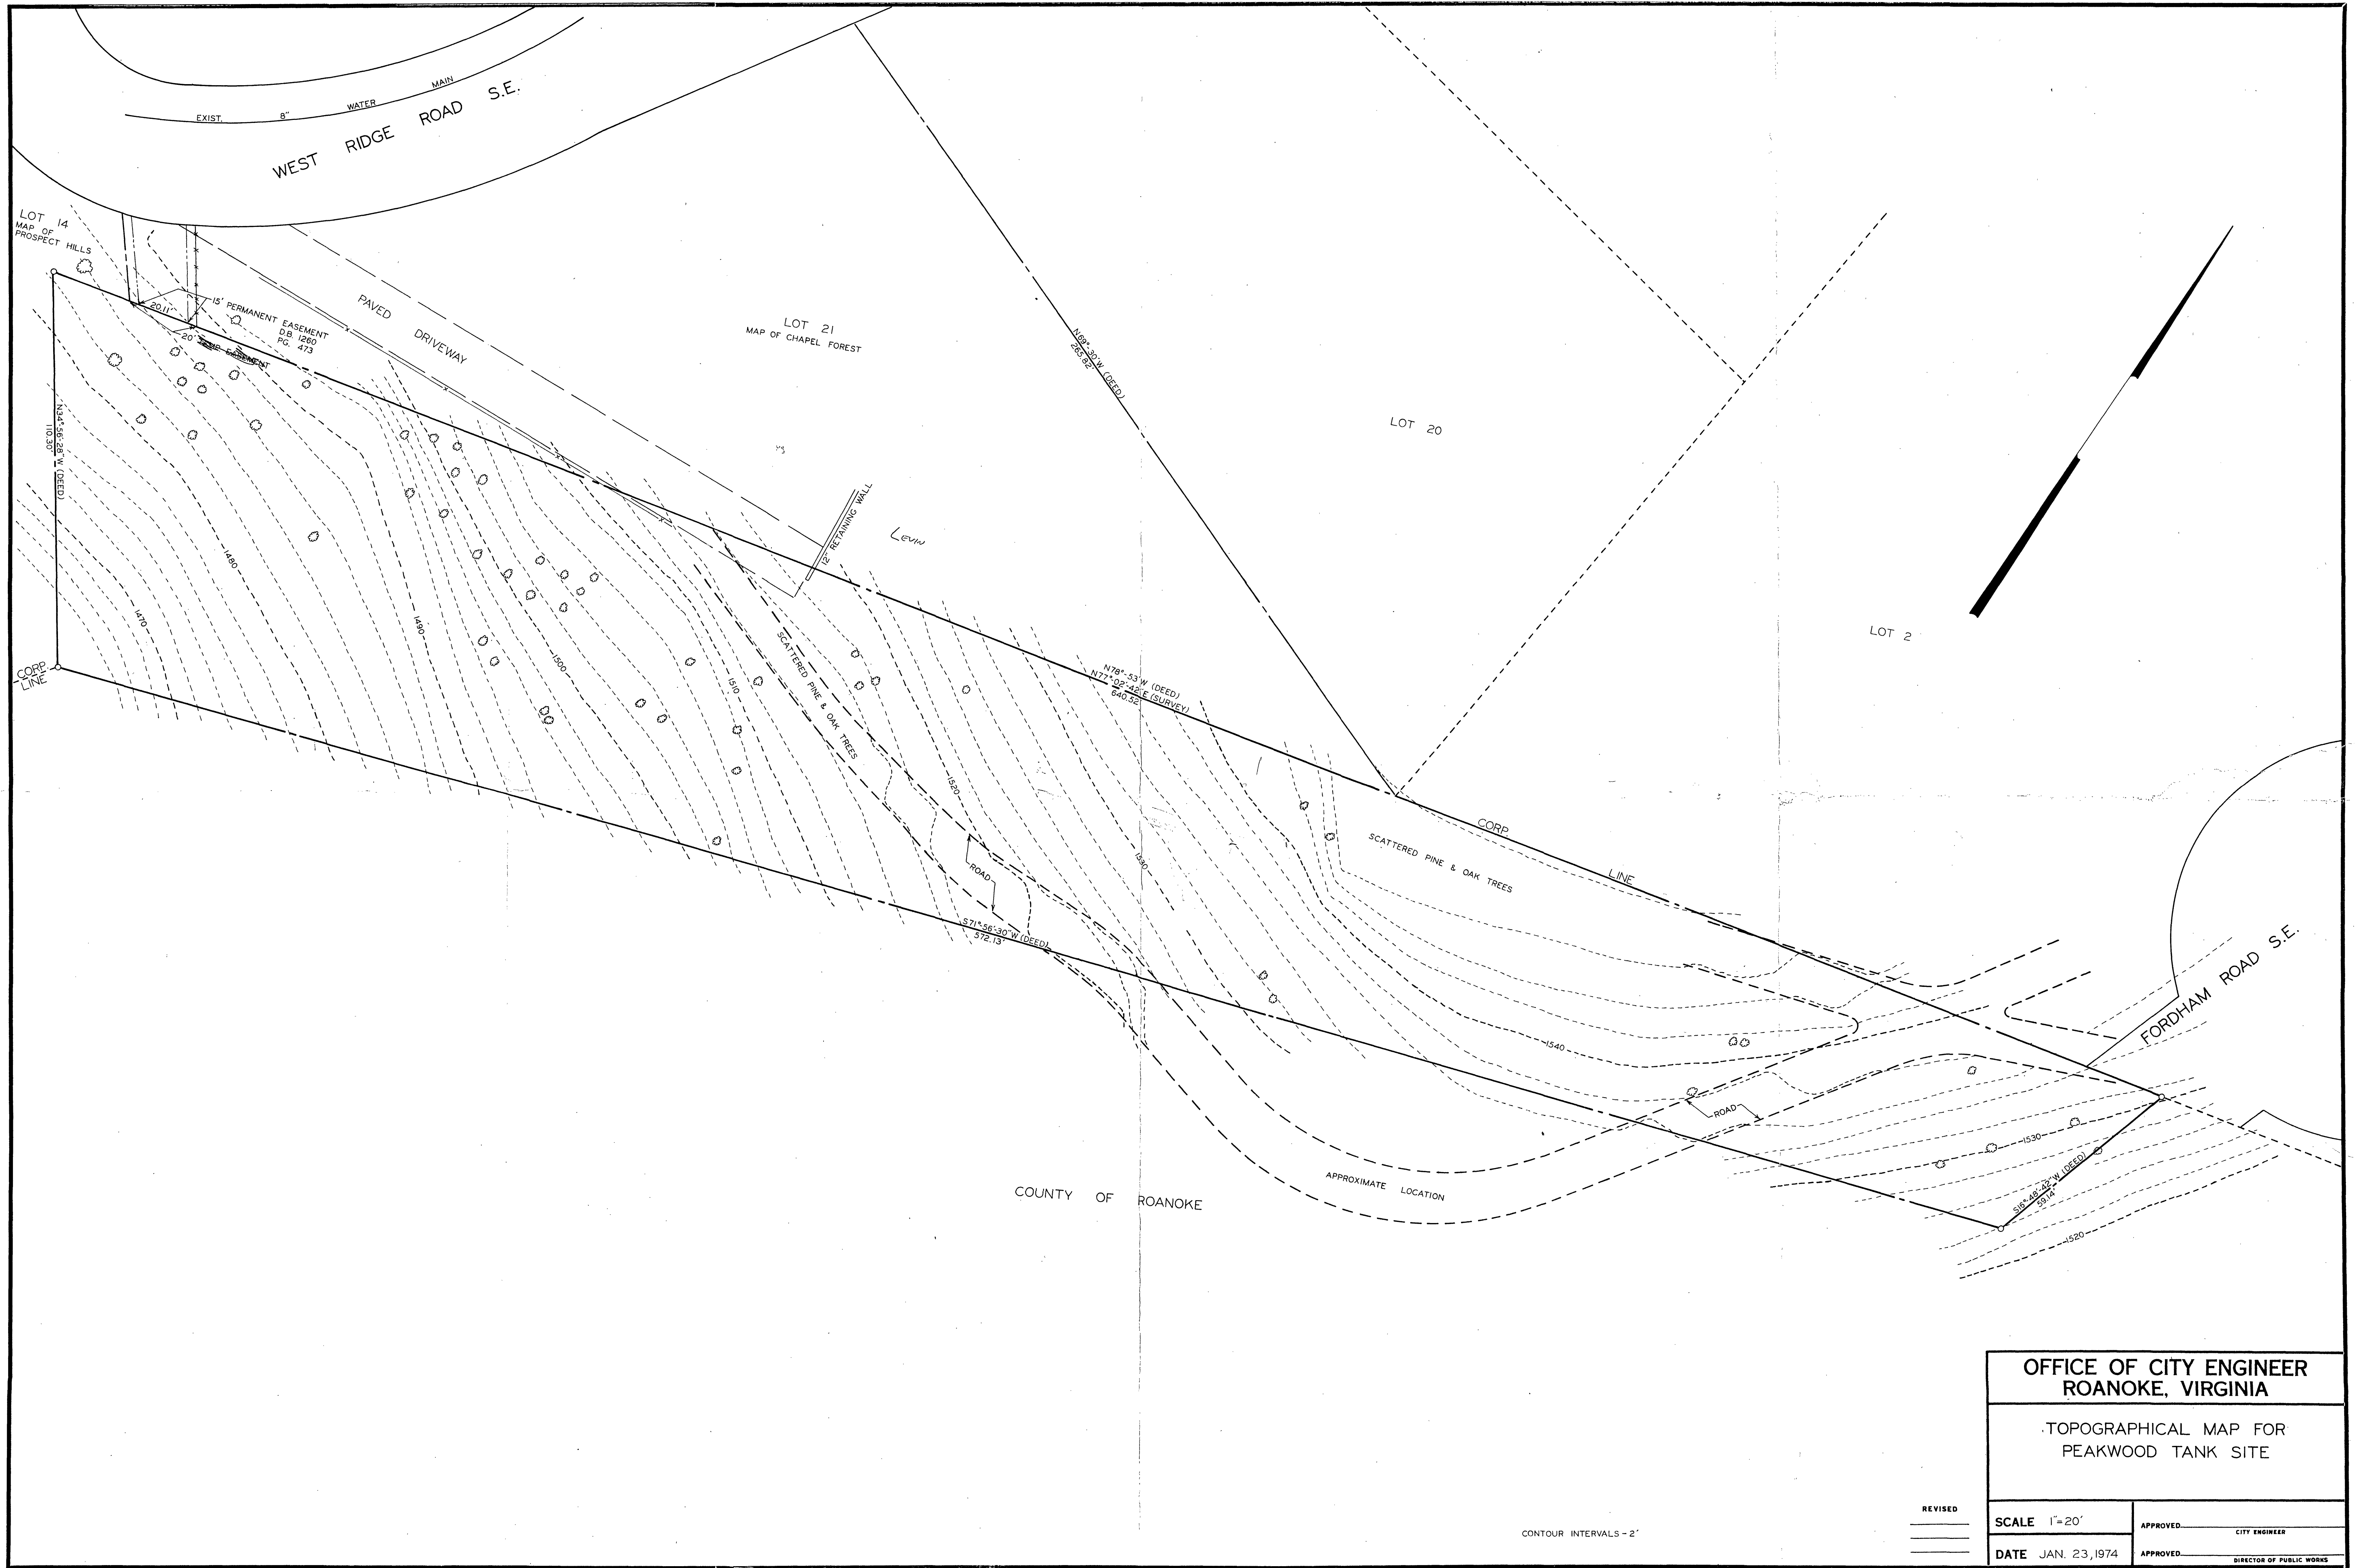 EXIST. 8" WATER MAIN
WEST RIDGE ROAD S.E.
LOT 14
MAP OF
PROSPECT HILLS
20.11'
15' PERMANENT EASEMENT
D.B. 1260
PG. 473
20' TEMP. EASEMENT
PAVED DRIVEWAY
LOT 21
MAP OF CHAPEL FOREST
N69°-30'W (DEED)
265.82'
LOT 20
LOT 2
N34°-56'-28"W (DEED)
110.30'
12" RETAINING WALL
Levin
1480
1470
1490
1500
1510
SCATTERED PINE & OAK TREES
CORP.
LINE
N78°-53'W (DEED)
N77°-02'-42"E (SURVEY)
640.52'
1520
1530
ROAD
S71°-56'-30"W (DEED)
572.13'
CORP. LINE
SCATTERED PINE & OAK TREES
FORDHAM ROAD S.E.
1540
ROAD
1530
S16°-48'-42"W (DEED)
59.14'
1520
APPROXIMATE LOCATION
COUNTY OF ROANOKE
OFFICE OF CITY ENGINEER
ROANOKE, VIRGINIA
TOPOGRAPHICAL MAP FOR
PEAKWOOD TANK SITE
REVISED
CONTOUR INTERVALS - 2'
SCALE 1"=20'
APPROVED
CITY ENGINEER
DATE JAN. 23, 1974
APPROVED
DIRECTOR OF PUBLIC WORKS